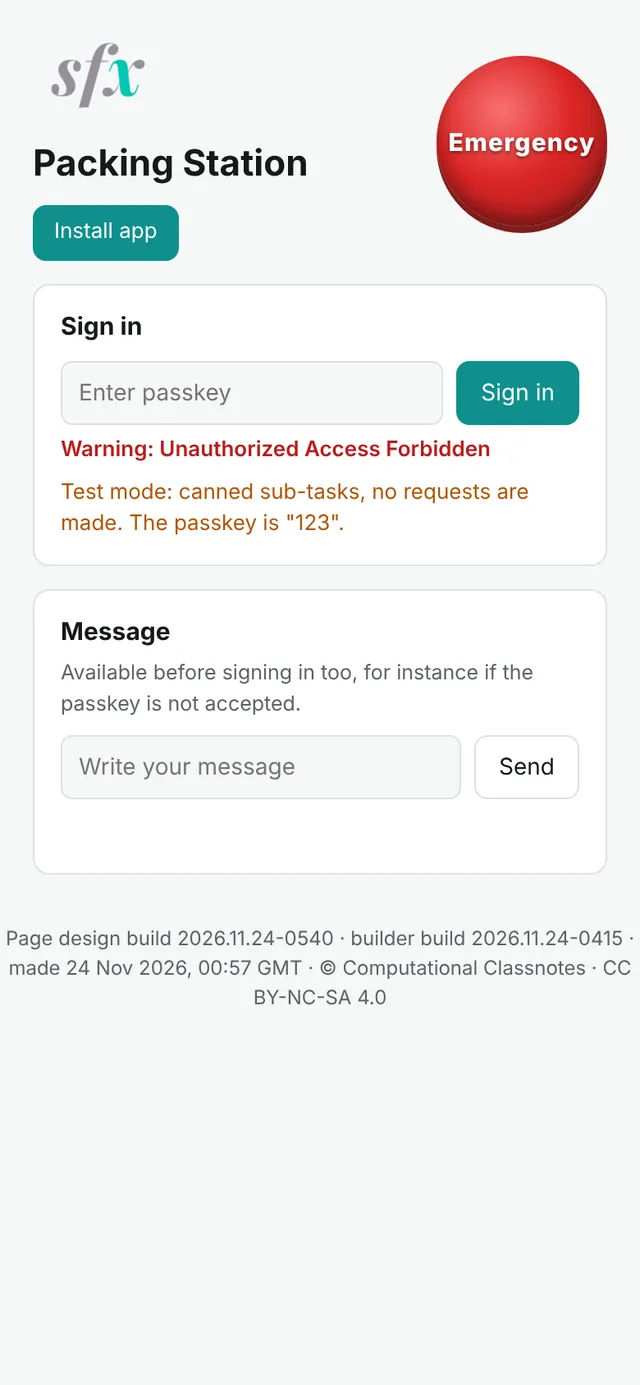 sfx
Emergency
Packing Station
Install app
Sign in
Enter passkey
Sign in
Warning: Unauthorized Access Forbidden
Test mode: canned sub-tasks, no requests are
made. The passkey is "123".
Message
Available before signing in too, for instance if the
passkey is not accepted.
Write your message
Send
Page design build 2026.11.24-0540 · builder build 2026.11.24-0415 ·
made 24 Nov 2026, 00:57 GMT · © Computational Classnotes · CC
BY-NC-SA 4.0